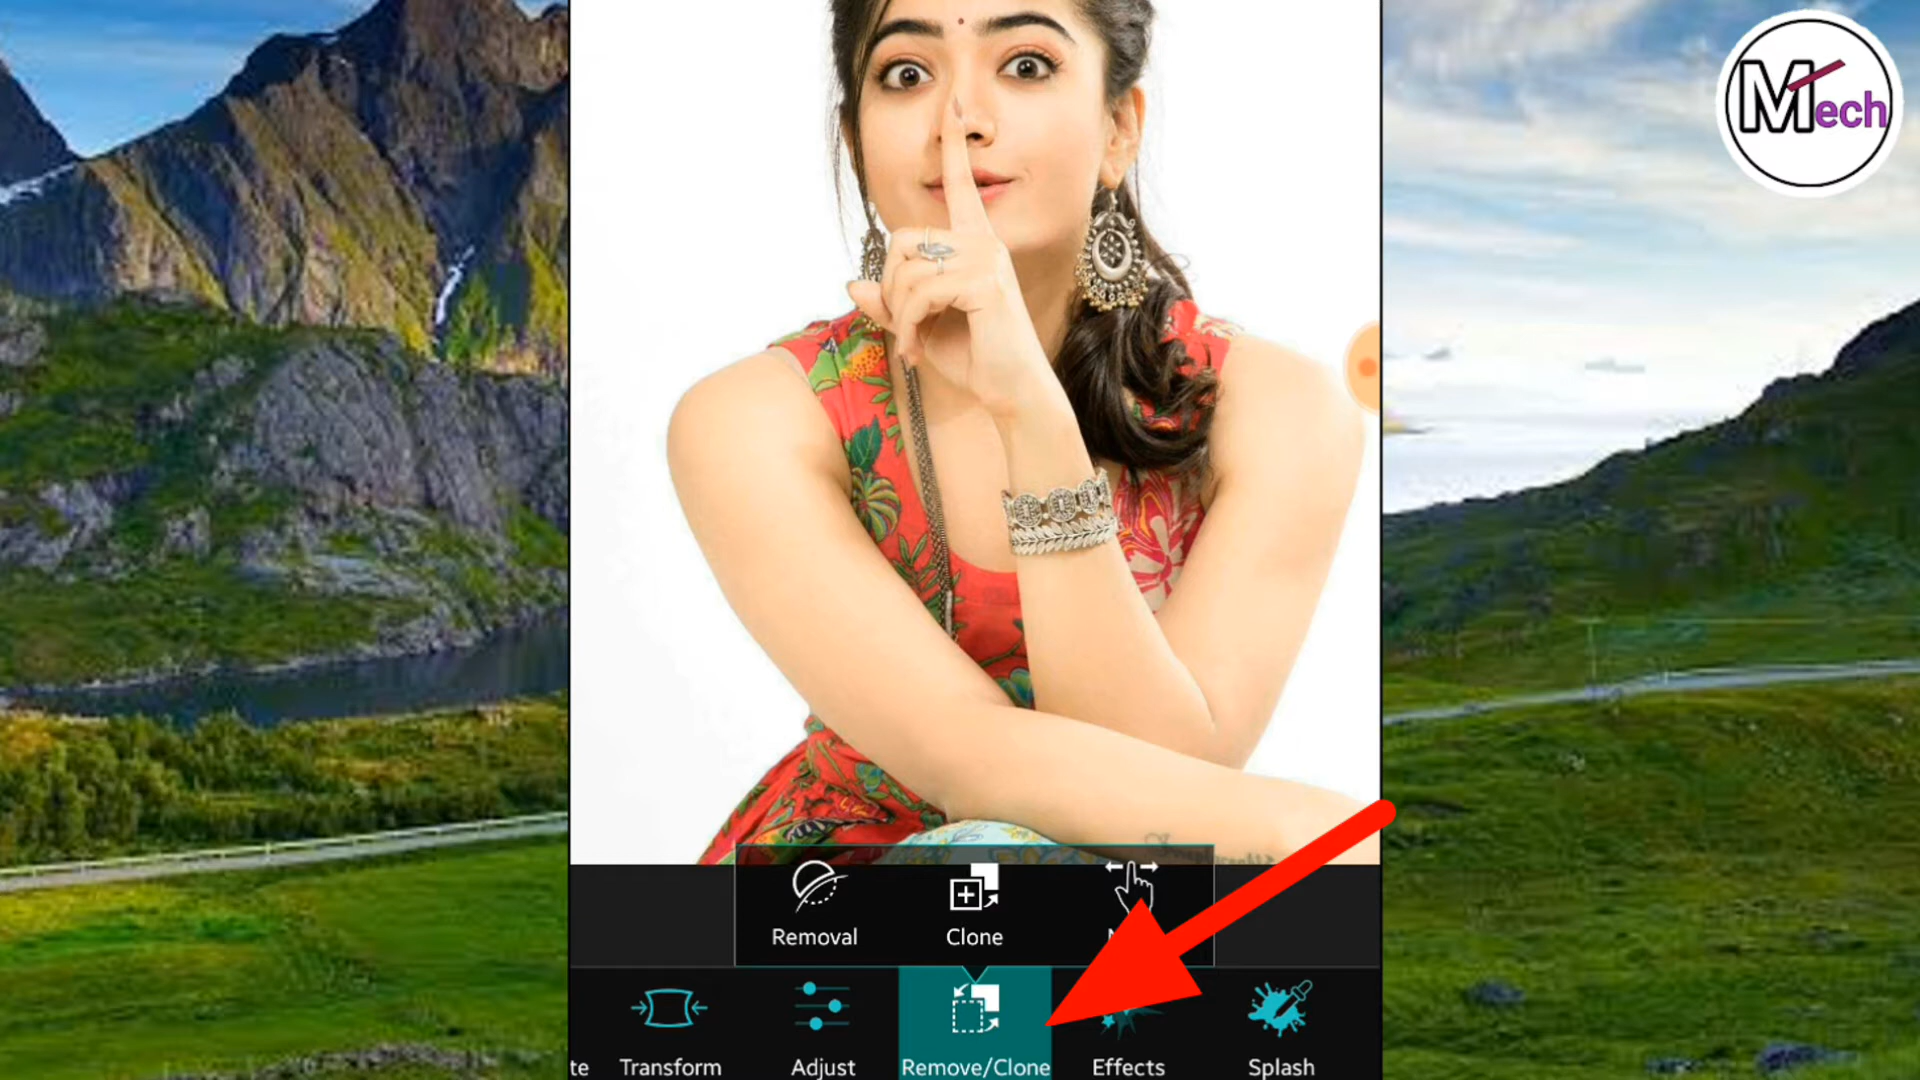 Mech
Removal
Clone
te
Transform
Adjust
Remove/Clone
Effects
Splash